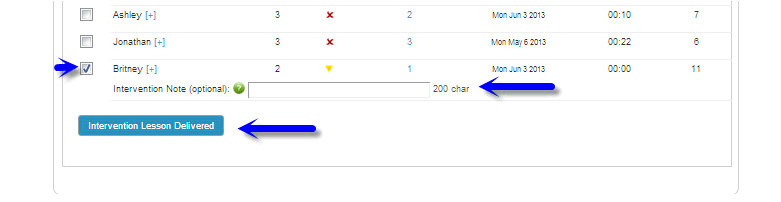 Ashley [+] 3 2 Mon Jun 3 2013 00:10 7
Jonathan [+] 3 3 Mon May 6 2013 00:22 6
Britney [+] 2 1 Mon Jun 3 2013 00:00 11
Intervention Note (optional): ? 200 char
Intervention Lesson Delivered